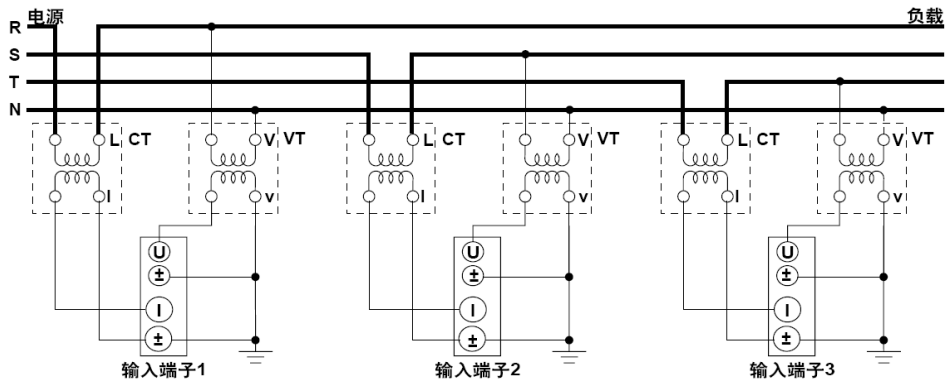 电源 负载
R
S
T
N
L CT V VT L CT V VT L CT V VT
l v l v l v
U U U
± ± ±
I I I
± ± ±
输入端子1 输入端子2 输入端子3